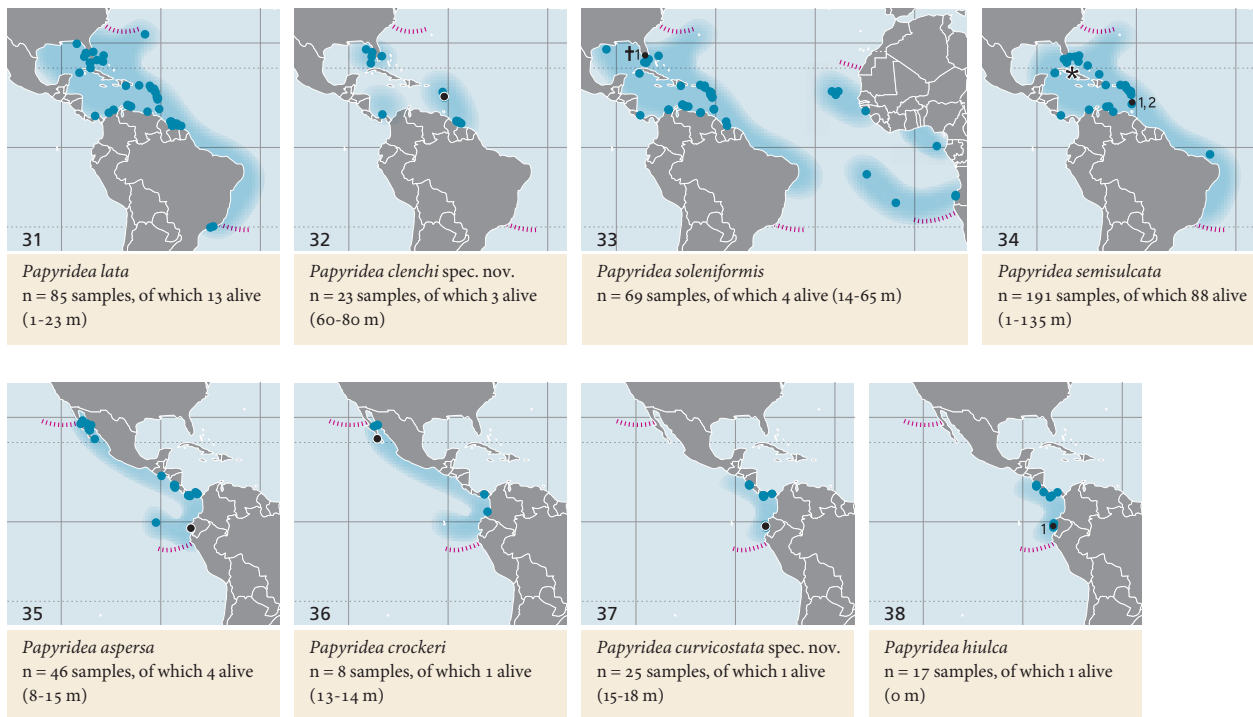 31
Papyridea lata
n = 85 samples, of which 13 alive
(1-23 m)
32
Papyridea clenchi spec. nov.
n = 23 samples, of which 3 alive
(60-80 m)
†1
33
Papyridea soleniformis
n = 69 samples, of which 4 alive (14-65 m)
*
1, 2
34
Papyridea semisulcata
n = 191 samples, of which 88 alive
(1-135 m)
35
Papyridea aspersa
n = 46 samples, of which 4 alive
(8-15 m)
36
Papyridea crockeri
n = 8 samples, of which 1 alive
(13-14 m)
37
Papyridea curvicostata spec. nov.
n = 25 samples, of which 1 alive
(15-18 m)
1
38
Papyridea hiulca
n = 17 samples, of which 1 alive
(0 m)